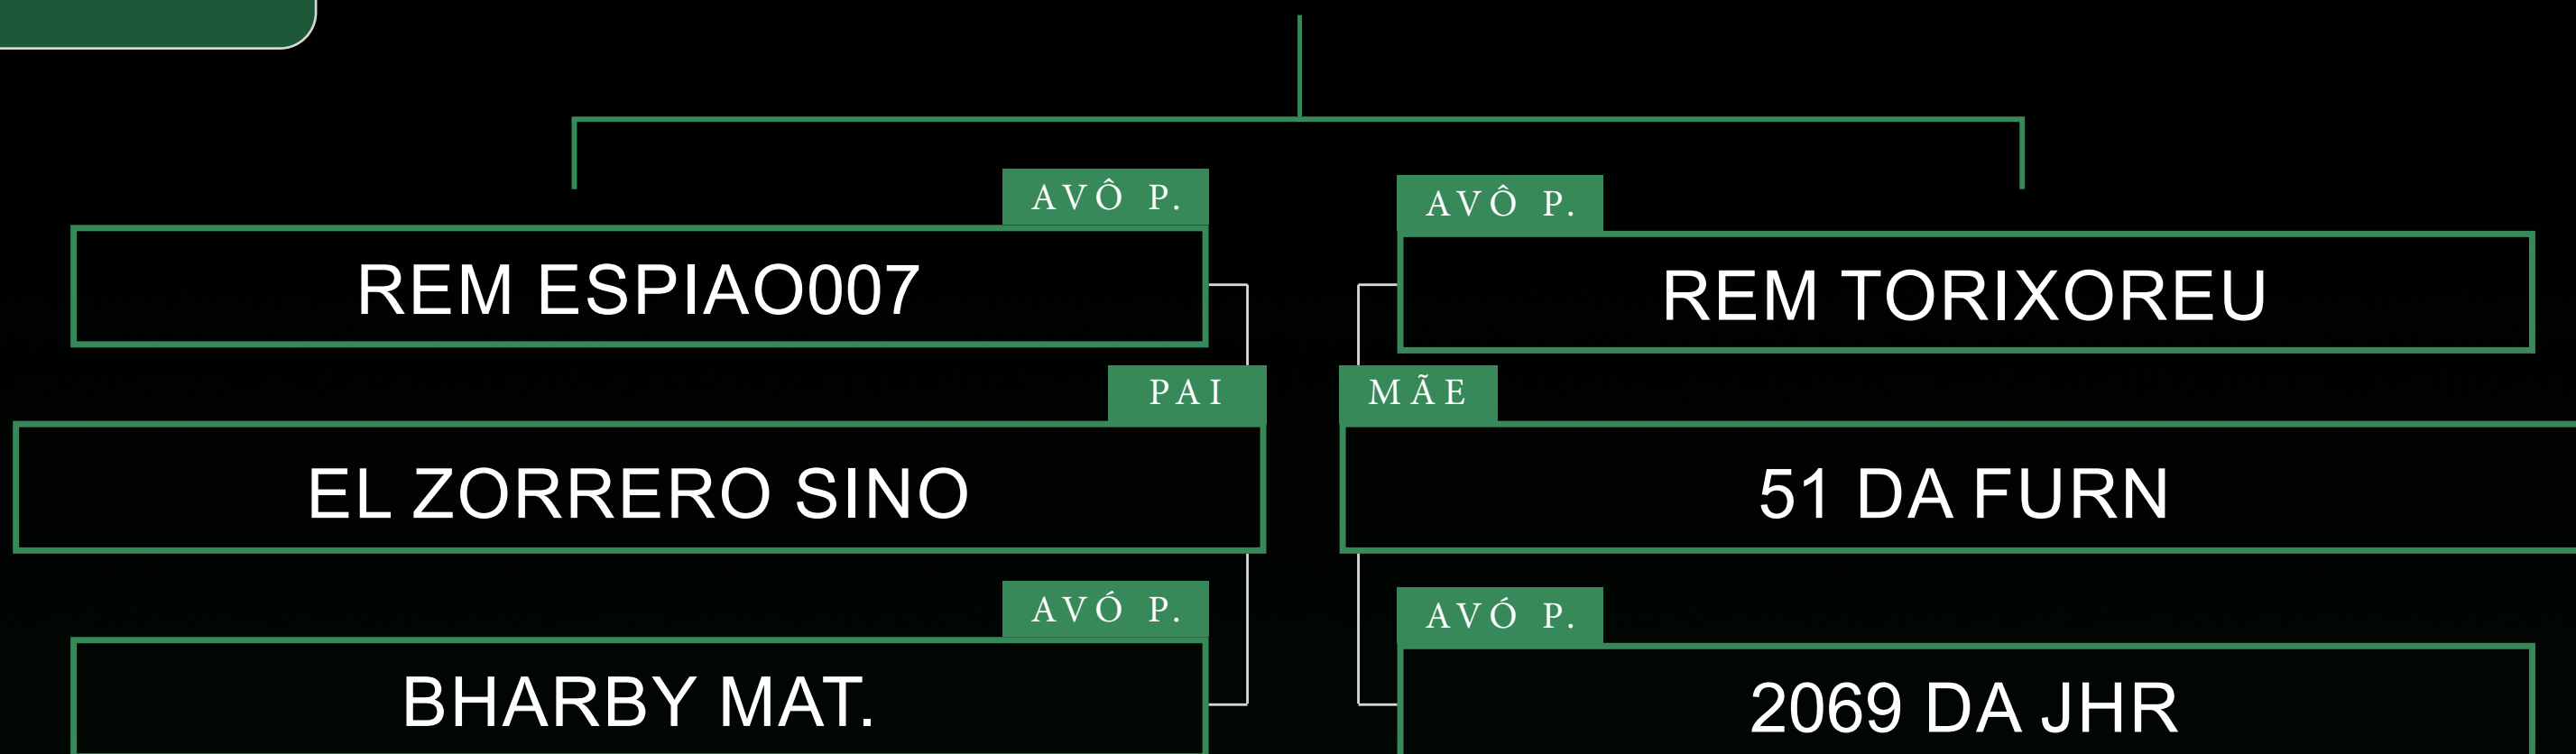 AVÔ P.
REM ESPIAO007
PAI
EL ZORRERO SINO
AVÓ P.
BHARBY MAT.
AVÔ P.
REM TORIXOREU
MÃE
51 DA FURN
AVÓ P.
2069 DA JHR